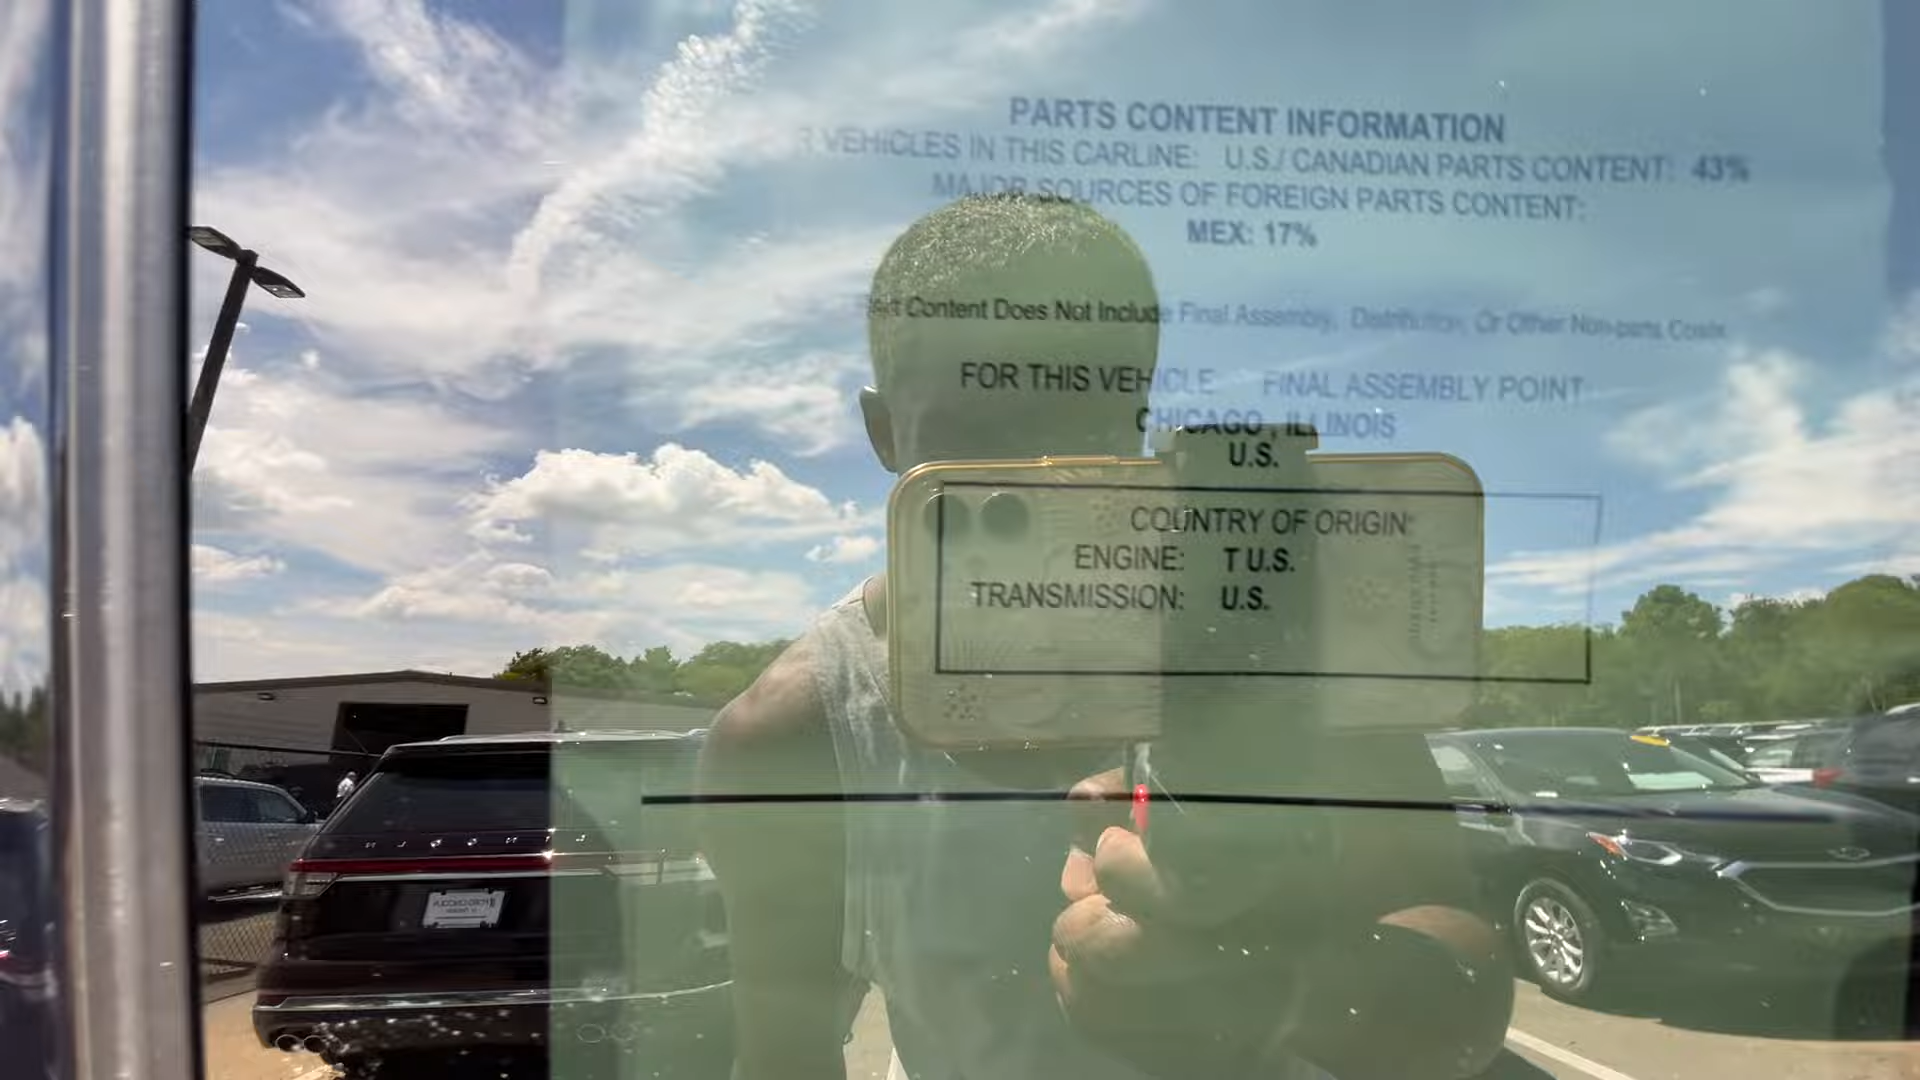 PARTS CONTENT INFORMATION
VEHICLES IN THIS CARLINE: U.S./ CANADIAN PARTS CONTENT: 43%
MAJOR SOURCES OF FOREIGN PARTS CONTENT:
MEX: 17%
Content Does Not Include Final Assembly, Distribution, Or Other Non-parts Costs
FOR THIS VEHICLE FINAL ASSEMBLY POINT:
CHICAGO, ILLINOIS
U.S.
COUNTRY OF ORIGIN
ENGINE: T U.S.
TRANSMISSION: U.S.